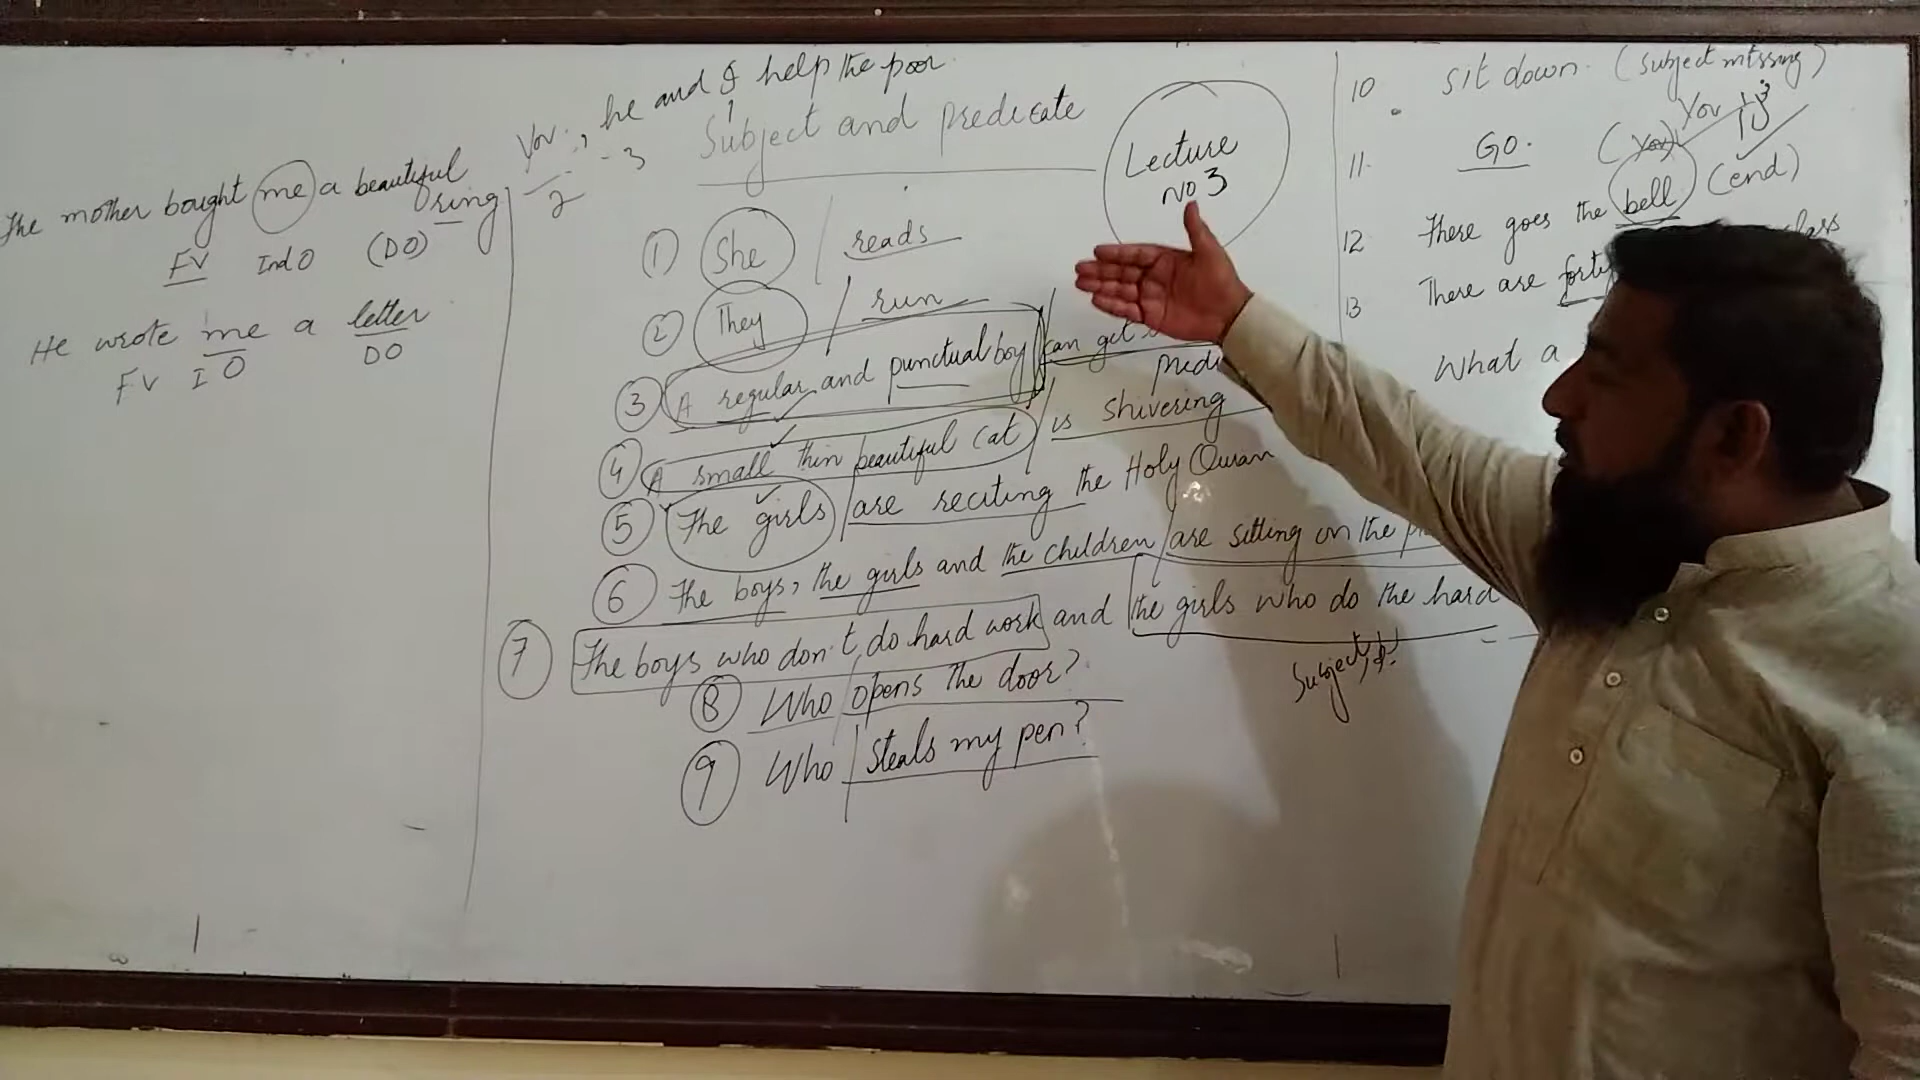 The mother bought me a beautiful
ring
FV Ind O (DO)
He wrote me a letter
FV I O DO
You, he and I help the poor
2 3 1
Subject and predicate
Lecture
No 3
1 She / reads
2 They / run
3 A regular and punctual boy / can get
Predi
4 A small thin beautiful cat / is shivering
5 The girls / are reciting the Holy Quran
6 The boys, the girls and the children / are sitting on the
7 The boys who don't do hard work and the girls who do the hard
Subject
8 Who / opens the door?
9 Who / steals my pen?
10 Sit down. (Subject missing)
You
11. Go. (You)
12 There goes the bell (end)
13 There are forty class
What a